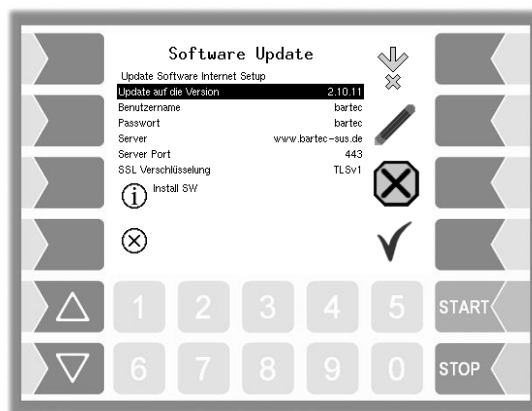 Software Update
Update Software Internet Setup
Update auf die Version 2.10.11
Benutzername bartec
Passwort bartec
Server www.bartec-sus.de
Server Port 443
SSL Verschlüsselung TLSv1
i Install SW
1 2 3 4 5 START
6 7 8 9 0 STOP